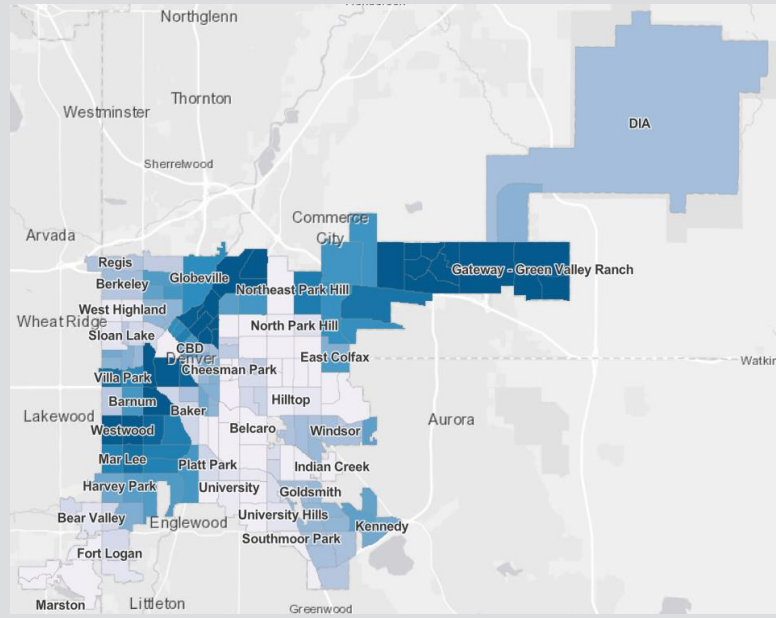 Northglenn
Thornton
Westminster
DIA
Sherrelwood
Commerce
City
Arvada
Regis
Globeville
Gateway - Green Valley Ranch
Berkeley
Northeast Park Hill
West Highland
Wheat Ridge
North Park Hill
Sloan Lake
CBD
Denver
East Colfax
Cheesman Park
Villa Park
Barnum
Hilltop
Baker
Lakewood
Aurora
Westwood
Belcaro
Windsor
Mar Lee
Platt Park
Indian Creek
Harvey Park
University
Goldsmith
Bear Valley
Englewood
University Hills
Kennedy
Southmoor Park
Fort Logan
Marston
Littleton
Greenwood